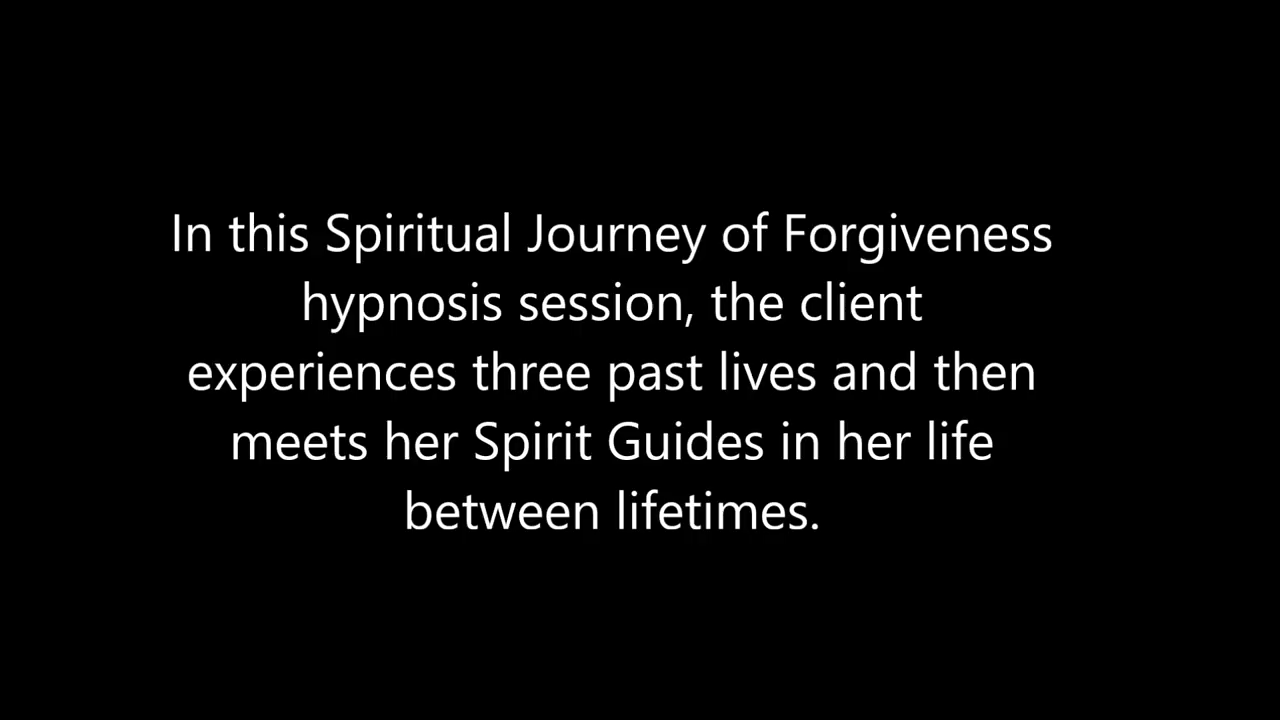 In this Spiritual Journey of Forgiveness
hypnosis session, the client
experiences three past lives and then
meets her Spirit Guides in her life
between lifetimes.